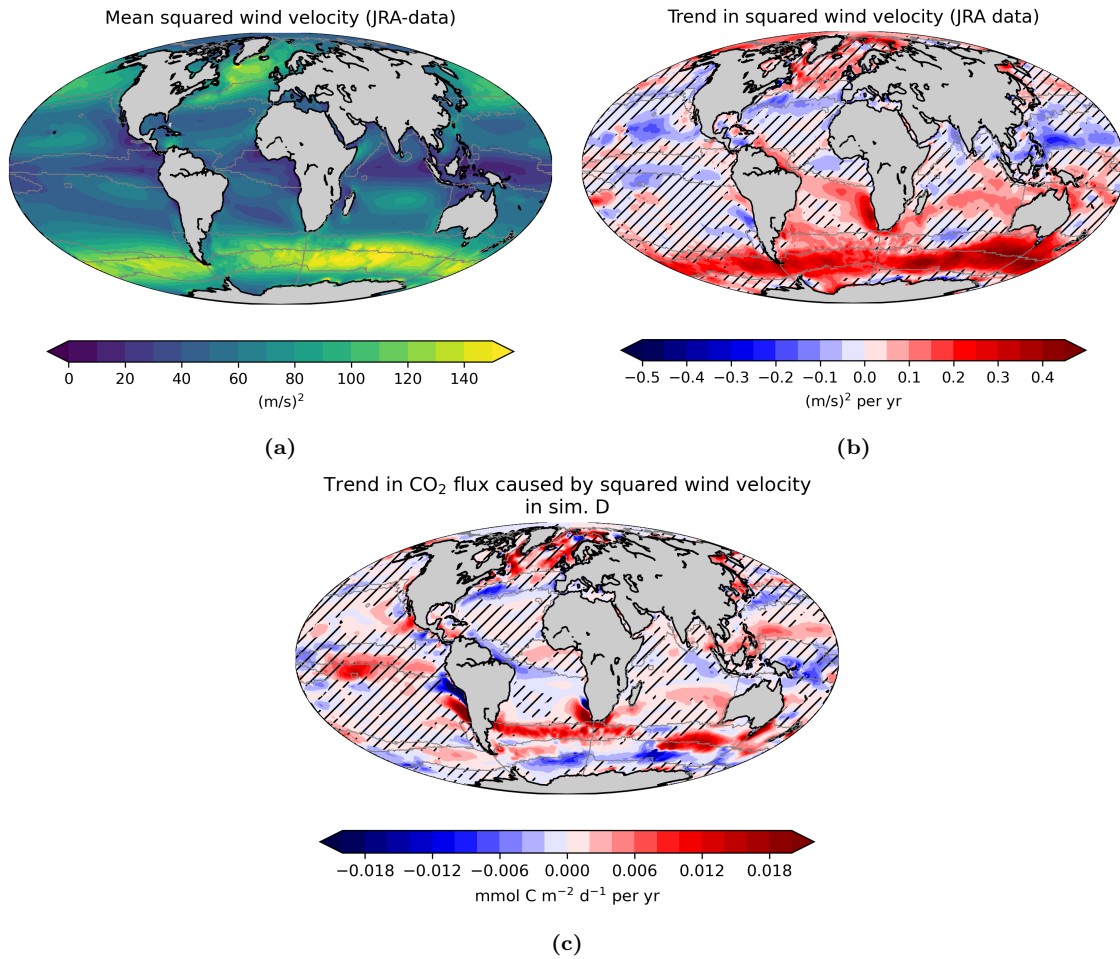 Mean squared wind velocity (JRA-data)
0 20 40 60 80 100 120 140
(m/s)²
(a)
Trend in squared wind velocity (JRA data)
−0.5 −0.4 −0.3 −0.2 −0.1 0.0 0.1 0.2 0.3 0.4
(m/s)² per yr
(b)
Trend in CO₂ flux caused by squared wind velocity
in sim. D
−0.018 −0.012 −0.006 0.000 0.006 0.012 0.018
mmol C m⁻² d⁻¹ per yr
(c)